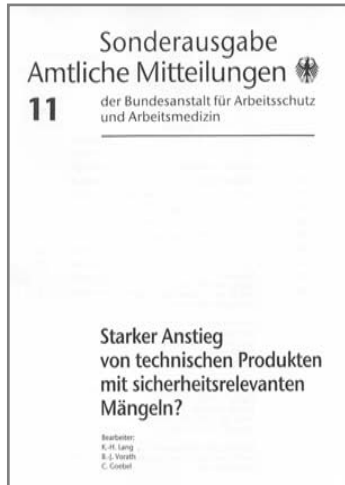 Sonderausgabe
Amtliche Mitteilungen
11
der Bundesanstalt für Arbeitsschutz
und Arbeitsmedizin
Starker Anstieg
von technischen Produkten
mit sicherheitsrelevanten
Mängeln?
Bearbeiter:
K.-H. Lang
B.-J. Vorath
C. Goebel